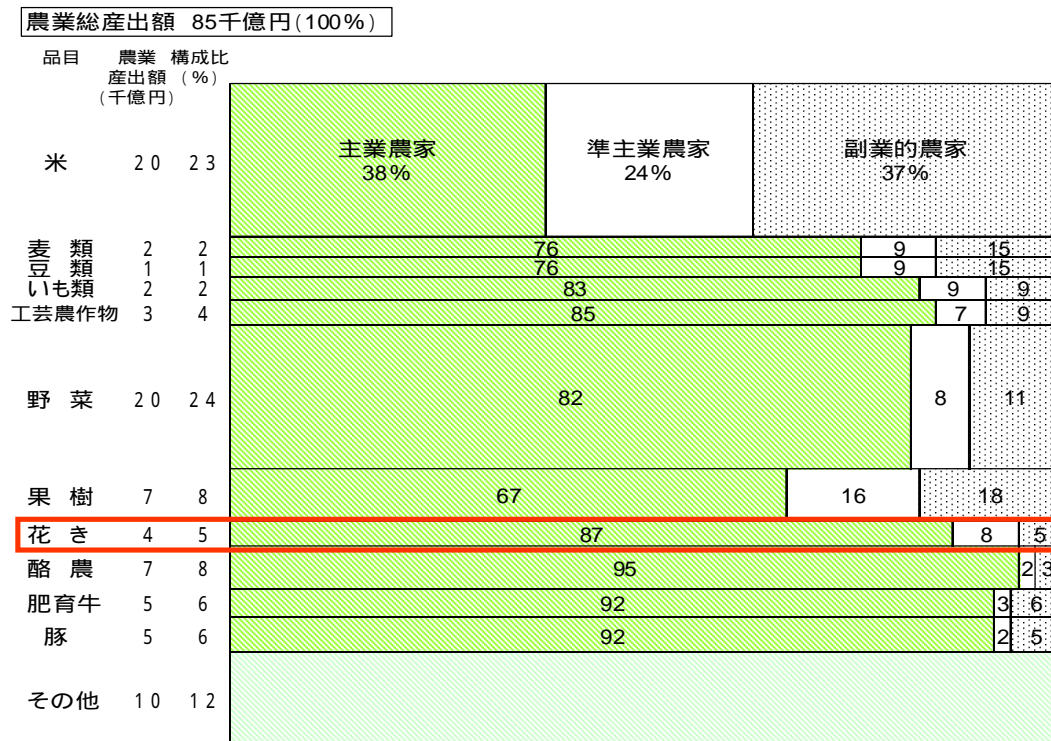 農業総産出額 85千億円(100%)
品目 農業 構成比
産出額 (%)
(千億円)
米 20 23 主業農家 38% 準主業農家 24% 副業的農家 37%
麦類 2 2 76 9 15
豆類 1 1 76 9 15
いも類 2 2 83 9 9
工芸農作物 3 4 85 7 9
野菜 20 24 82 8 11
果樹 7 8 67 16 18
花き 4 5 87 8 5
酪農 7 8 95 2 3
肥育牛 5 6 92 3 6
豚 5 6 92 2 5
その他 10 12